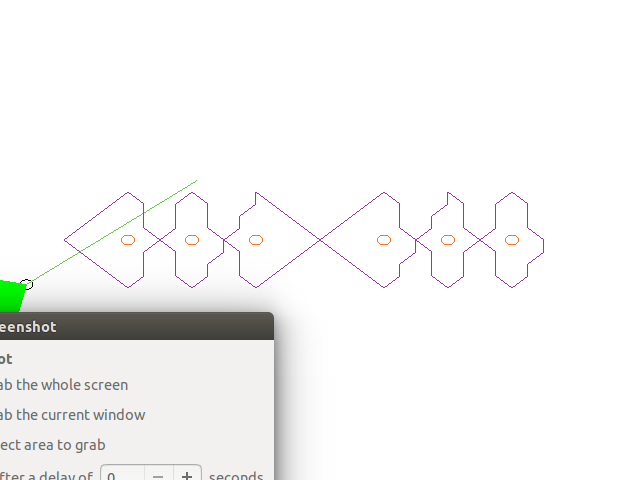 eenshot
ot
ab the whole screen
ab the current window
ect area to grab
fter a delay of 0 − + seconds